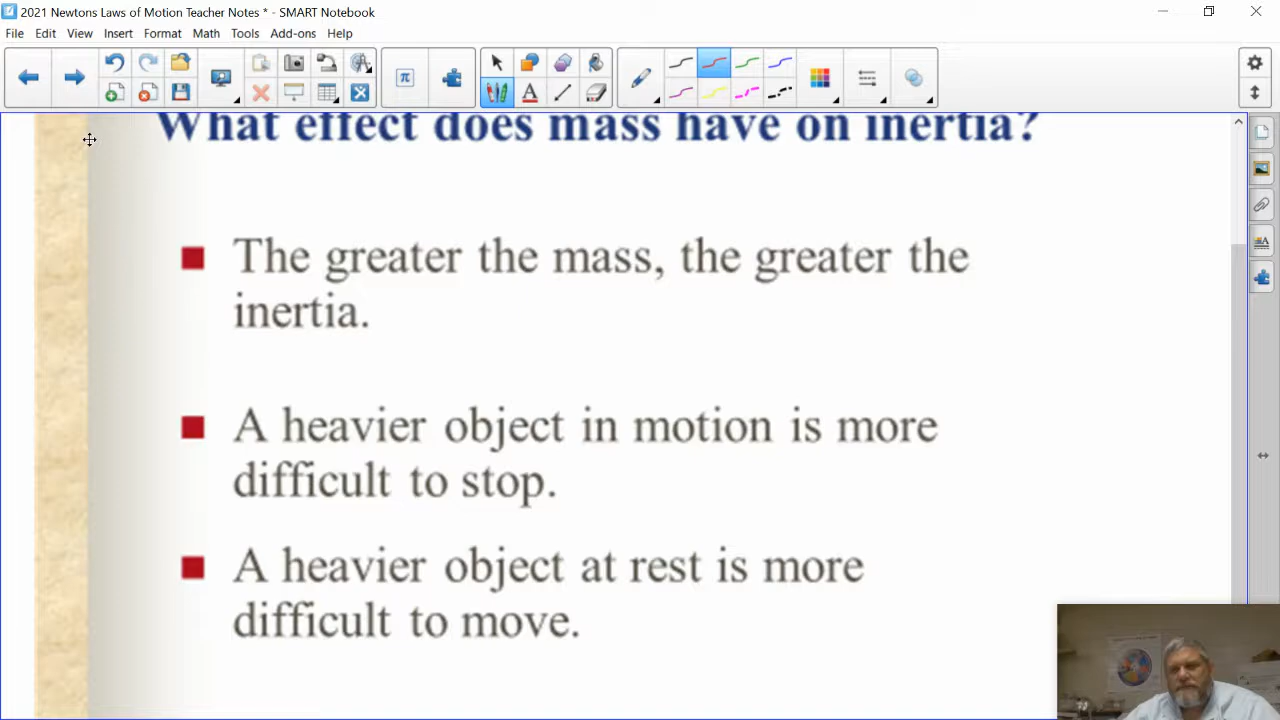 2021 Newtons Laws of Motion Teacher Notes * - SMART Notebook
File Edit View Insert Format Math Tools Add-ons Help
What effect does mass have on inertia?
The greater the mass, the greater the
inertia.
A heavier object in motion is more
difficult to stop.
A heavier object at rest is more
difficult to move.